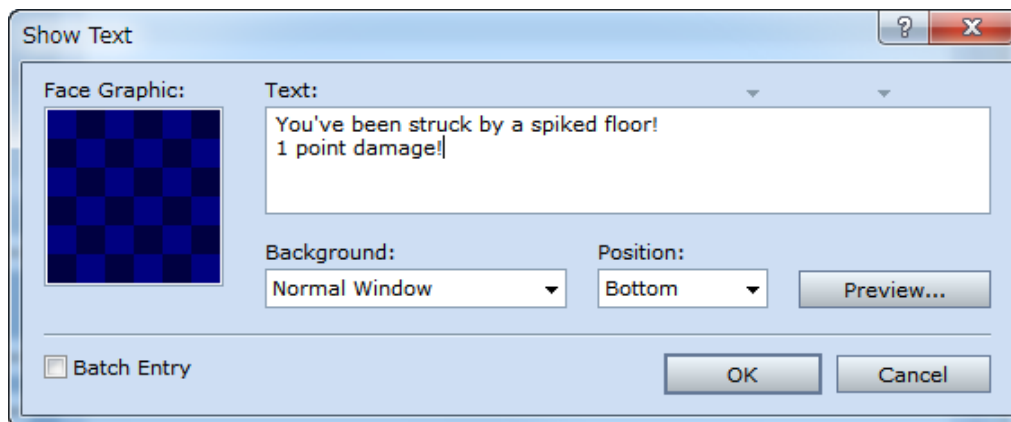 Show Text
Face Graphic:
Text:
You've been struck by a spiked floor!
1 point damage!
Background:
Position:
Normal Window
Bottom
Preview...
Batch Entry
OK
Cancel